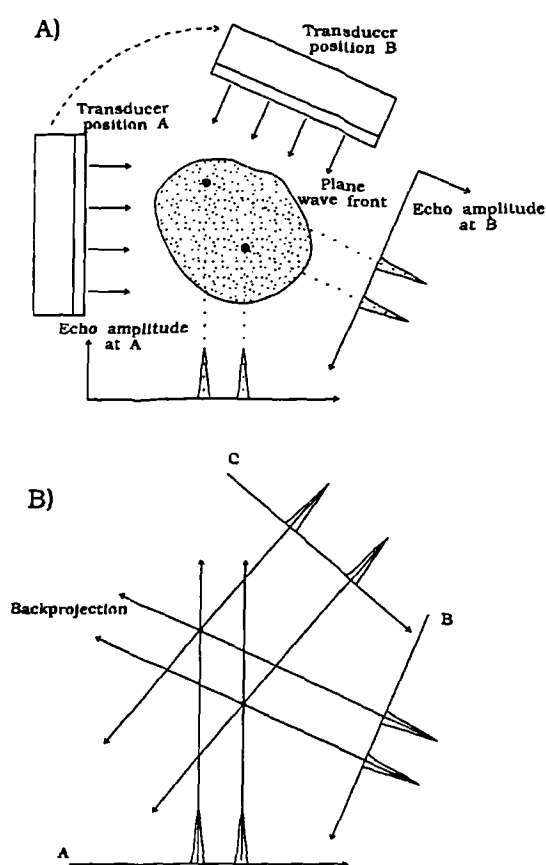 A)
Transducer
position B
Transducer
position A
Plane
wave front
Echo amplitude
at B
Echo amplitude
at A
B)
C
Backprojection
B
A